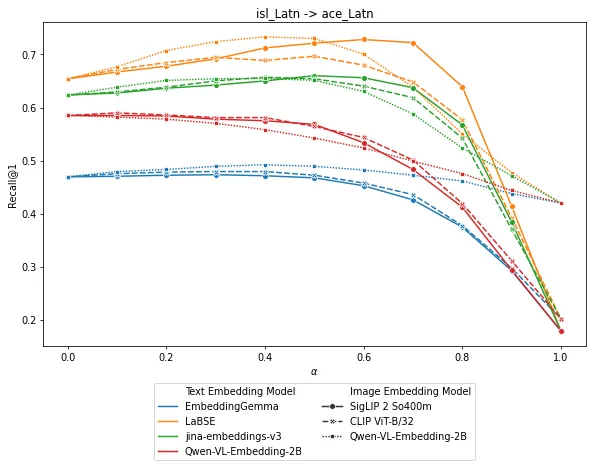 isl_Latn -> ace_Latn
Recall@1
0.7
0.6
0.5
0.4
0.3
0.2
0.0 0.2 0.4 0.6 0.8 1.0
α
Text Embedding Model Image Embedding Model
EmbeddingGemma SigLIP 2 So400m
LaBSE CLIP ViT-B/32
jina-embeddings-v3 Qwen-VL-Embedding-2B
Qwen-VL-Embedding-2B